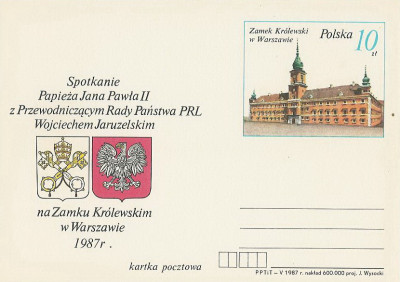 Spotkanie
Papieża Jana Pawła II
z Przewodniczącym Rady Państwa PRL
Wojciechem Jaruzelskim
na Zamku Królewskim
w Warszawie
1987r.
kartka pocztowa
Zamek Królewski
w Warszawie
Polska 10 zł
PPTiT – V 1987 r. nakład 600.000 proj. J. Wysocki